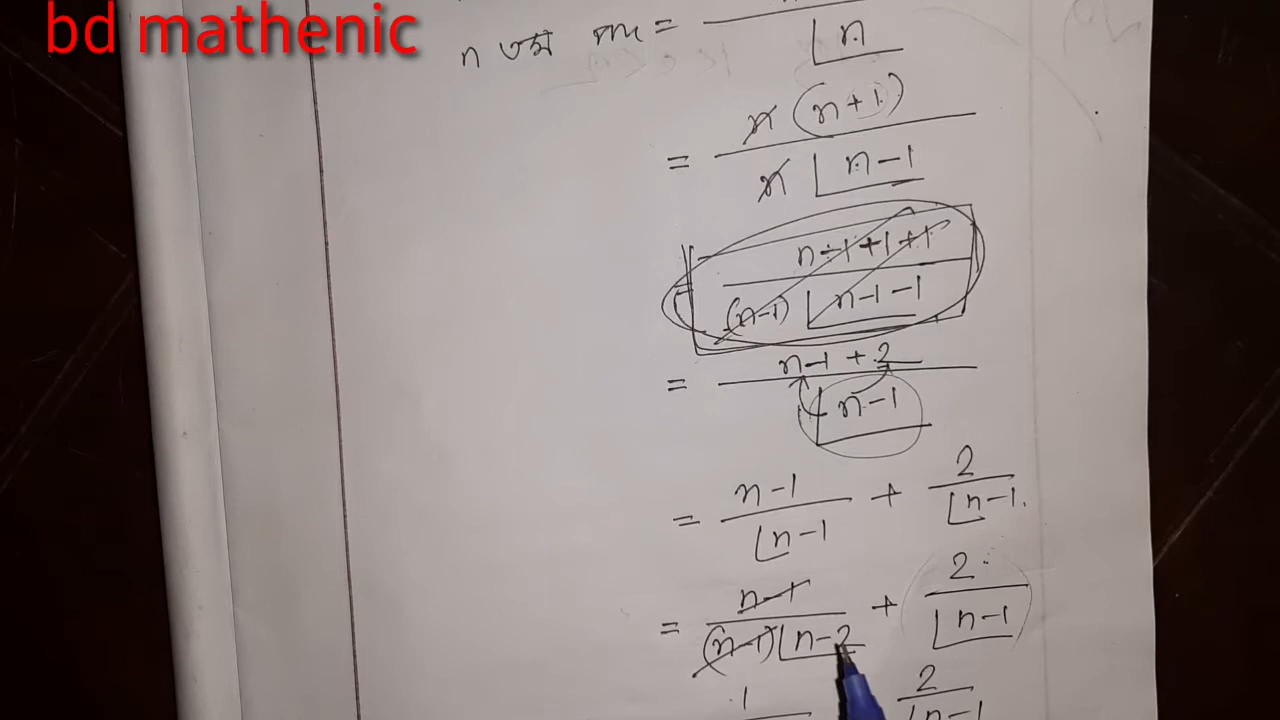 bd mathenic
n তম পদ = ―― / ⌊n
= n (n+1) / n ⌊n-1
= n-1+1+1 / (n-1) ⌊n-1-1
= n-1+2 / ⌊n-1
= n-1 / ⌊n-1 + 2 / ⌊n-1
= n-1 / (n-1)⌊n-2 + 2 / ⌊n-1
1 2 / ⌊n-1